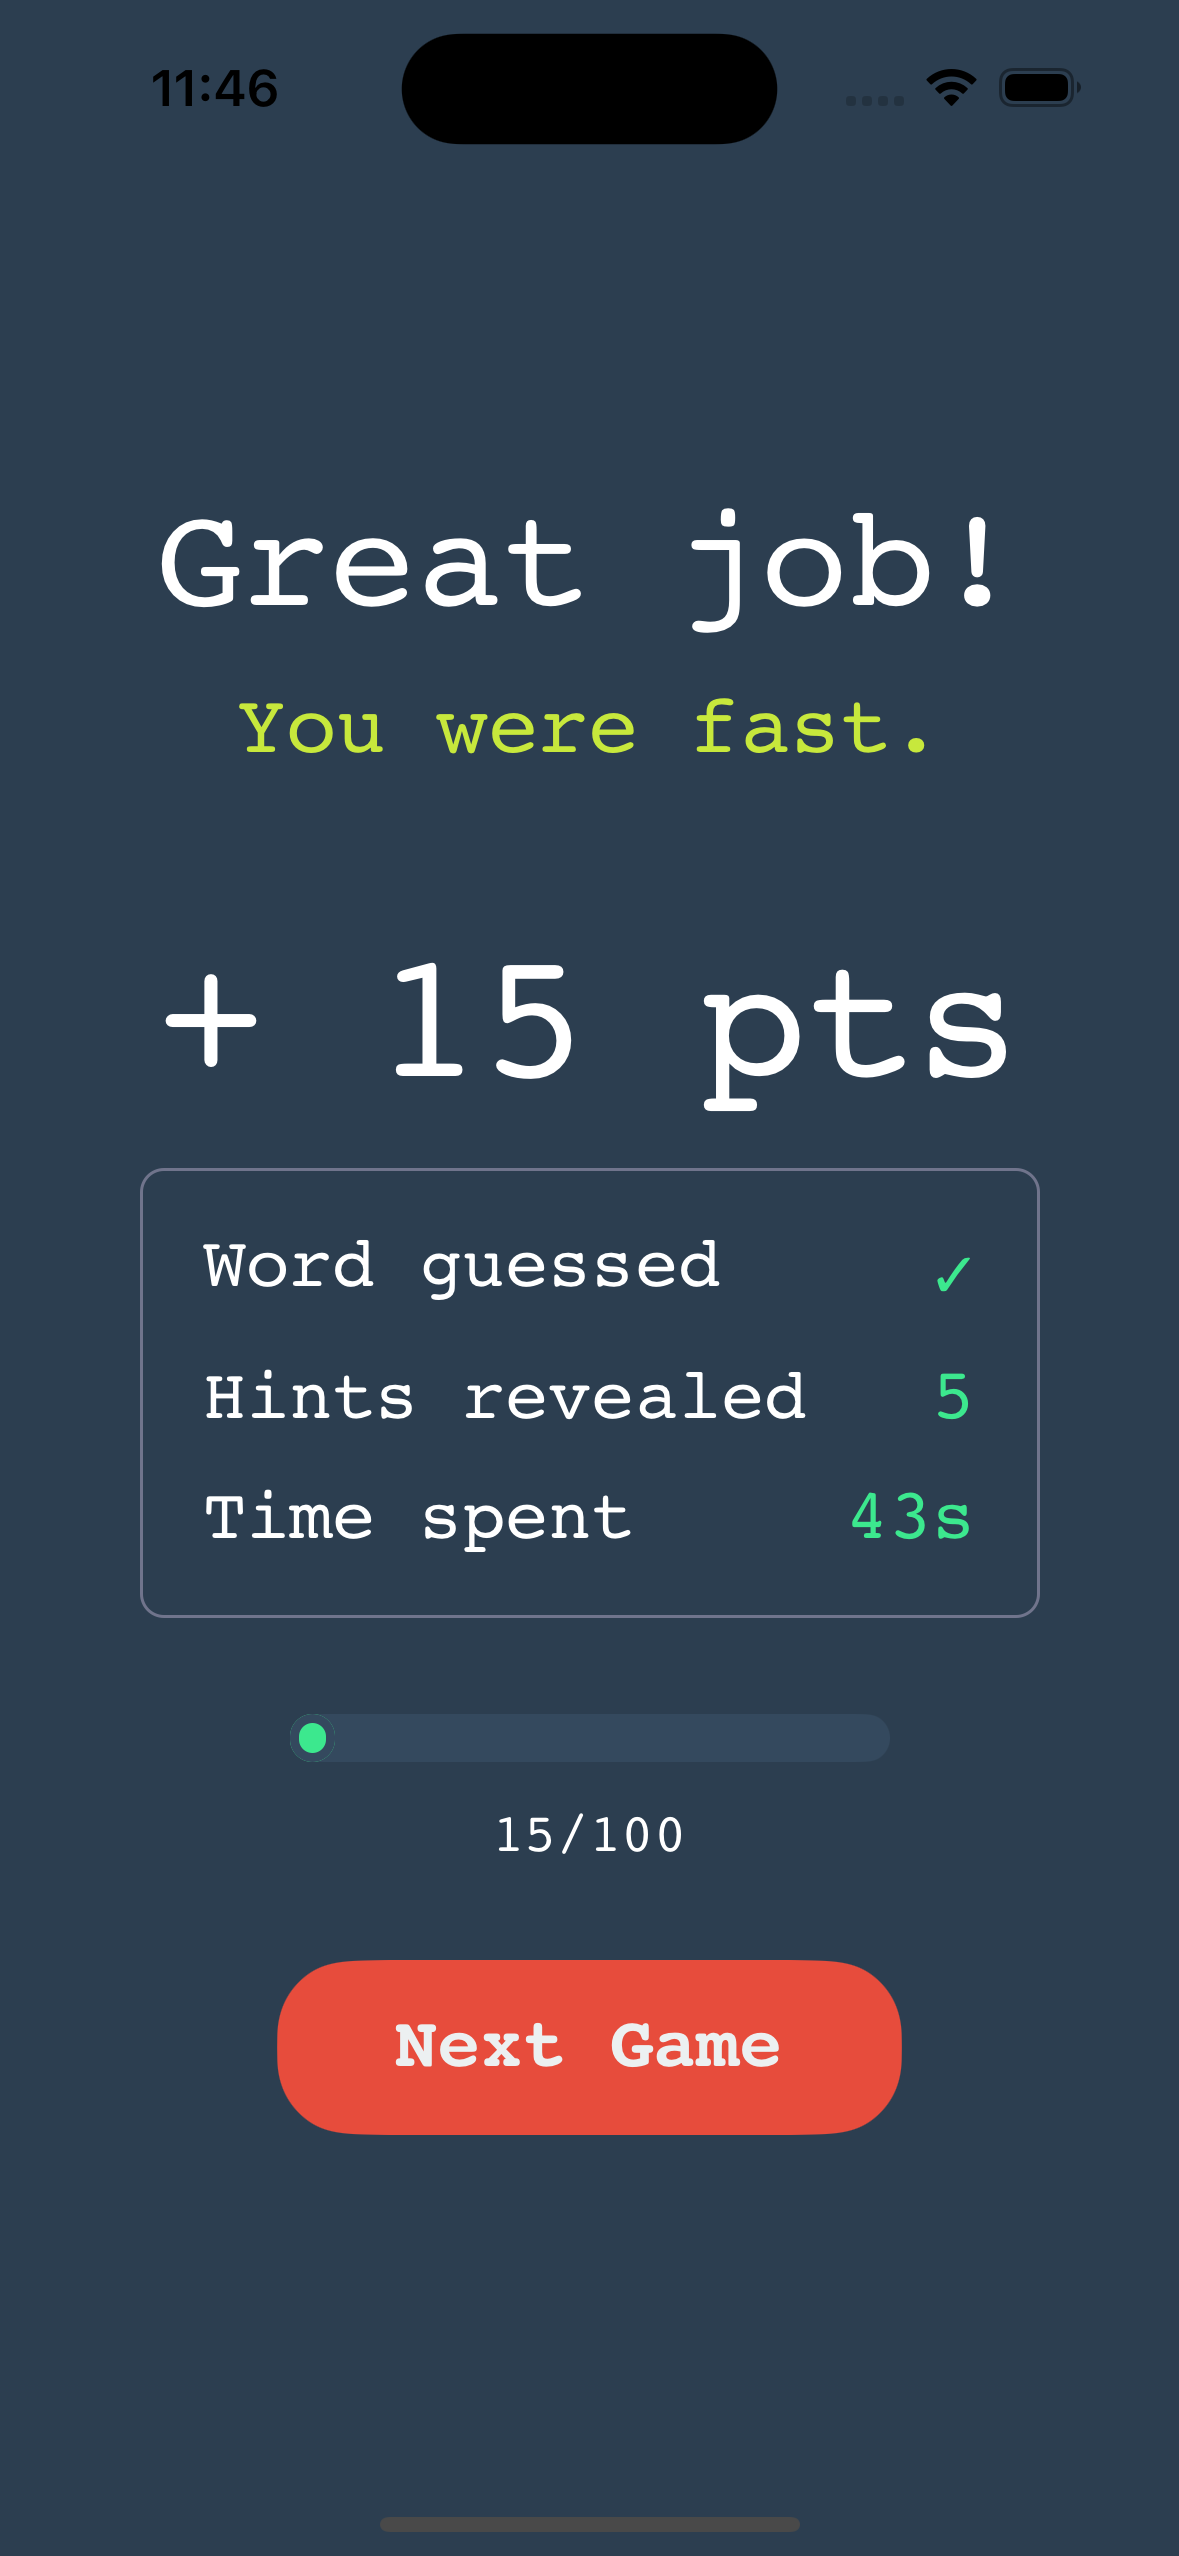 11:46
Great job!
You were fast.
+ 15 pts
Word guessed ✓
Hints revealed 5
Time spent 43s
15/100
Next Game